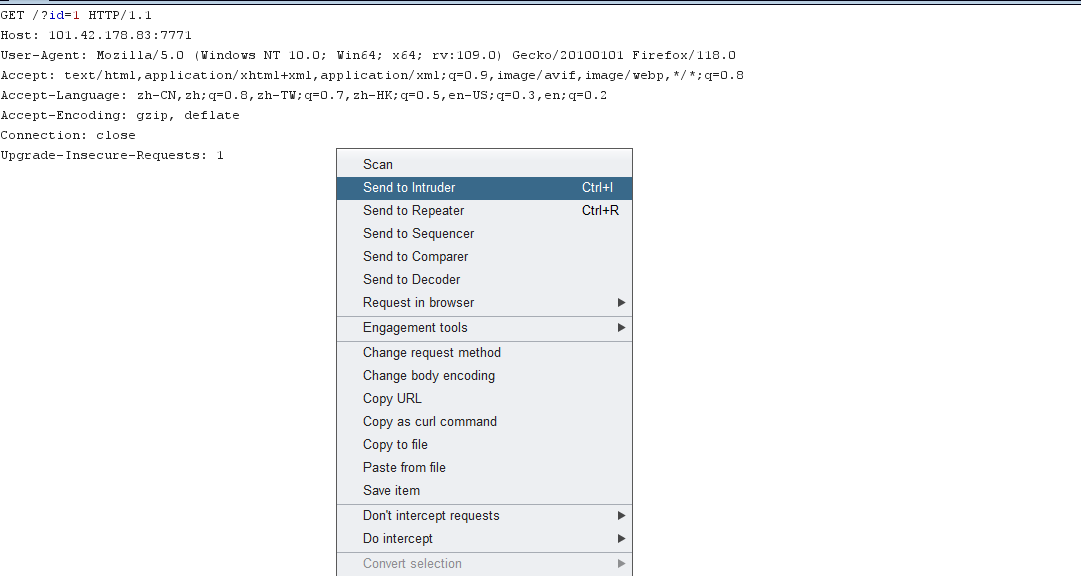 GET /?id=1 HTTP/1.1
Host: 101.42.178.83:7771
User-Agent: Mozilla/5.0 (Windows NT 10.0; Win64; x64; rv:109.0) Gecko/20100101 Firefox/118.0
Accept: text/html,application/xhtml+xml,application/xml;q=0.9,image/avif,image/webp,*/*;q=0.8
Accept-Language: zh-CN,zh;q=0.8,zh-TW;q=0.7,zh-HK;q=0.5,en-US;q=0.3,en;q=0.2
Accept-Encoding: gzip, deflate
Connection: close
Upgrade-Insecure-Requests: 1
Scan
Send to Intruder Ctrl+I
Send to Repeater Ctrl+R
Send to Sequencer
Send to Comparer
Send to Decoder
Request in browser
Engagement tools
Change request method
Change body encoding
Copy URL
Copy as curl command
Copy to file
Paste from file
Save item
Don't intercept requests
Do intercept
Convert selection